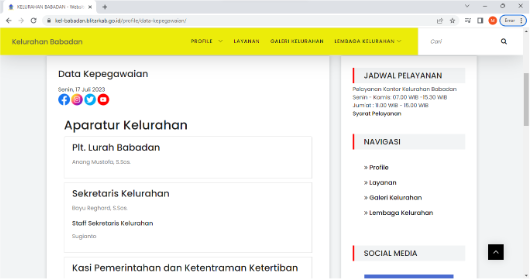 KELURAHAN BABADAN - Websi
kel-babadan.blitarkab.go.id/profile/data-kepegawaian/
Error
Kelurahan Babadan
PROFILE
LAYANAN
GALERI KELURAHAN
LEMBAGA KELURAHAN
Cari
Data Kepegawaian
Senin, 17 Juli 2023
Aparatur Kelurahan
Plt. Lurah Babadan
Anang Mustofa, S.Sos.
Sekretaris Kelurahan
Bayu Reghard, S.Sos.
Staff Sekretaris Kelurahan
Sugianto
Kasi Pemerintahan dan Ketentraman Ketertiban
JADWAL PELAYANAN
Pelayanan Kantor Kelurahan Babadan
Senin - Kamis: 07.00 WIB - 15.30 WIB
Jum'at : 11.00 WIB - 15.30 WIB
Syarat Pelayanan
NAVIGASI
» Profile
» Layanan
» Galeri Kelurahan
» Lembaga Kelurahan
SOCIAL MEDIA